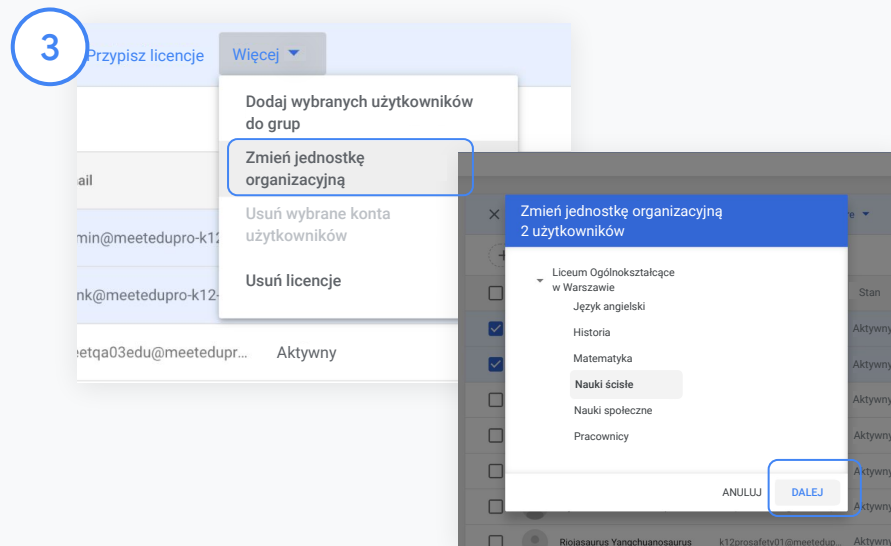 3
Przypisz licencje
Więcej
Dodaj wybranych użytkowników
do grup
Zmień jednostkę
organizacyjną
Usuń wybrane konta
użytkowników
Usuń licencje
ail
min@meetedupro-k12
nk@meetedupro-k12-
eetqa03edu@meetedupr... Aktywny
Zmień jednostkę organizacyjną
2 użytkowników
Liceum Ogólnokształcące
w Warszawie
Język angielski
Historia
Matematyka
Nauki ścisłe
Nauki społeczne
Pracownicy
ANULUJ DALEJ
Stan
Aktywny
Aktywny
Aktywny
Aktywny
Aktywny
Aktywny
Riojasaurus Yangchuanosaurus k12prosafety01@meetedup... Aktywny